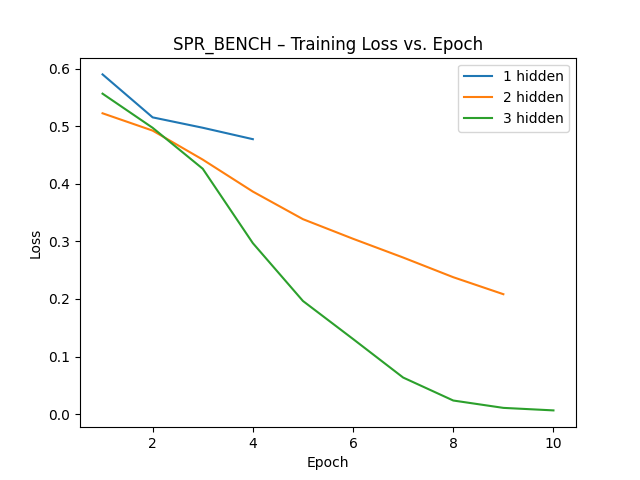 SPR_BENCH – Training Loss vs. Epoch
0.6
0.5
0.4
0.3
0.2
0.1
0.0
Loss
1 hidden
2 hidden
3 hidden
2 4 6 8 10
Epoch